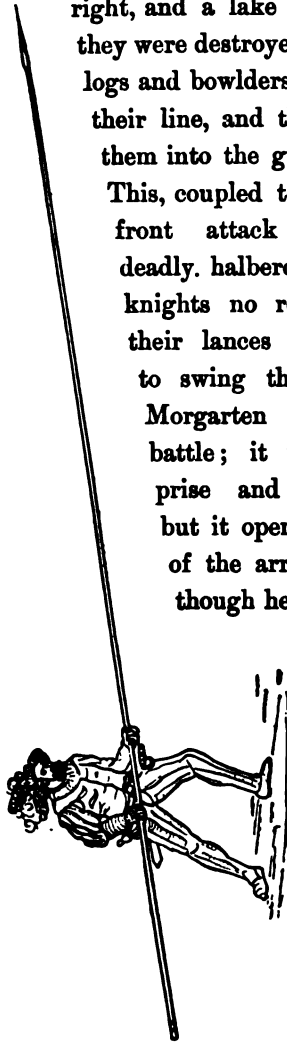 right, and a lake
they were destroye
logs and bowlders
their line, and t
them into the g
This, coupled t
front attack
deadly. halber
knights no r
their lances
to swing th
Morgarten
battle; it
prise and
but it oper
of the arr
though he